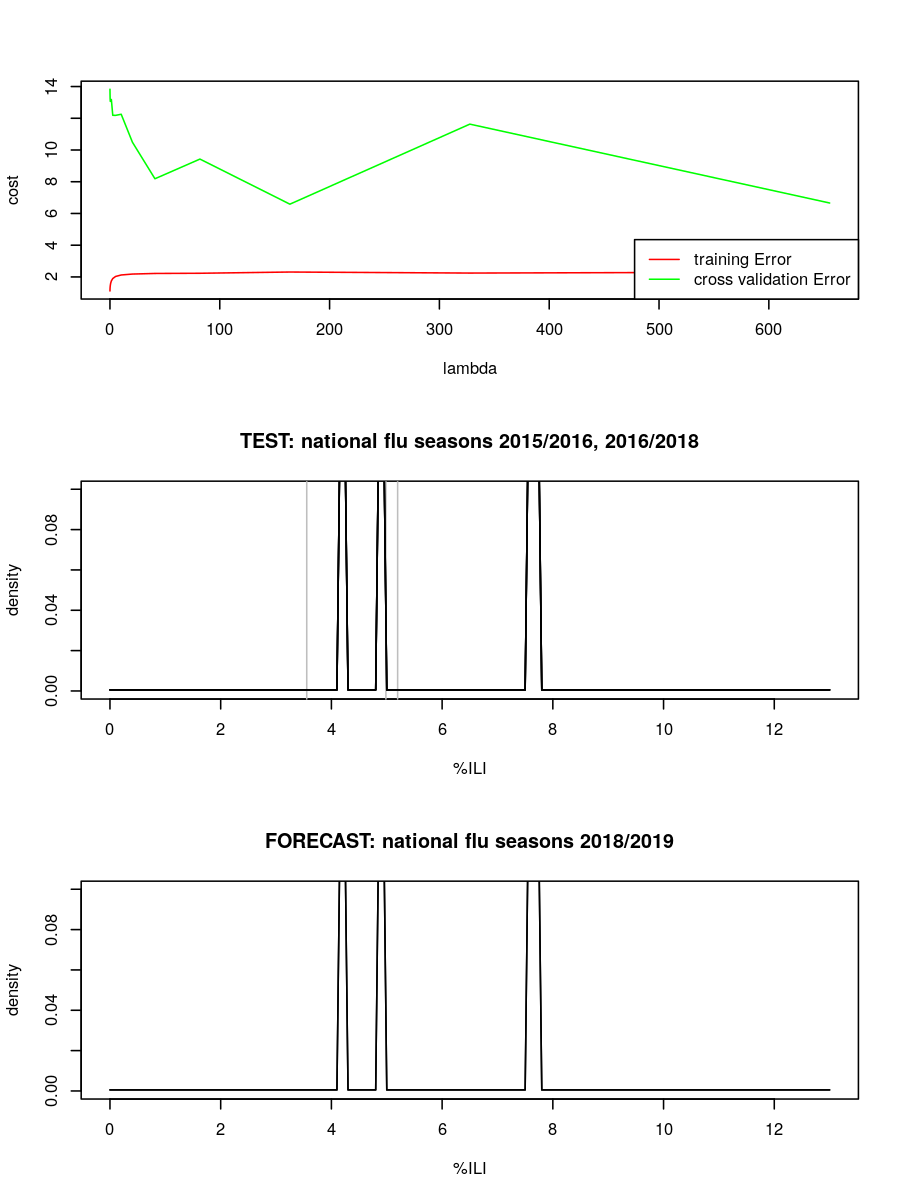 14
10
8
6
4
2
cost
training Error
cross validation Error
0 100 200 300 400 500 600
lambda
TEST: national flu seasons 2015/2016, 2016/2018
0.08
0.04
0.00
density
0 2 4 6 8 10 12
%ILI
FORECAST: national flu seasons 2018/2019
0.08
0.04
0.00
density
0 2 4 6 8 10 12
%ILI